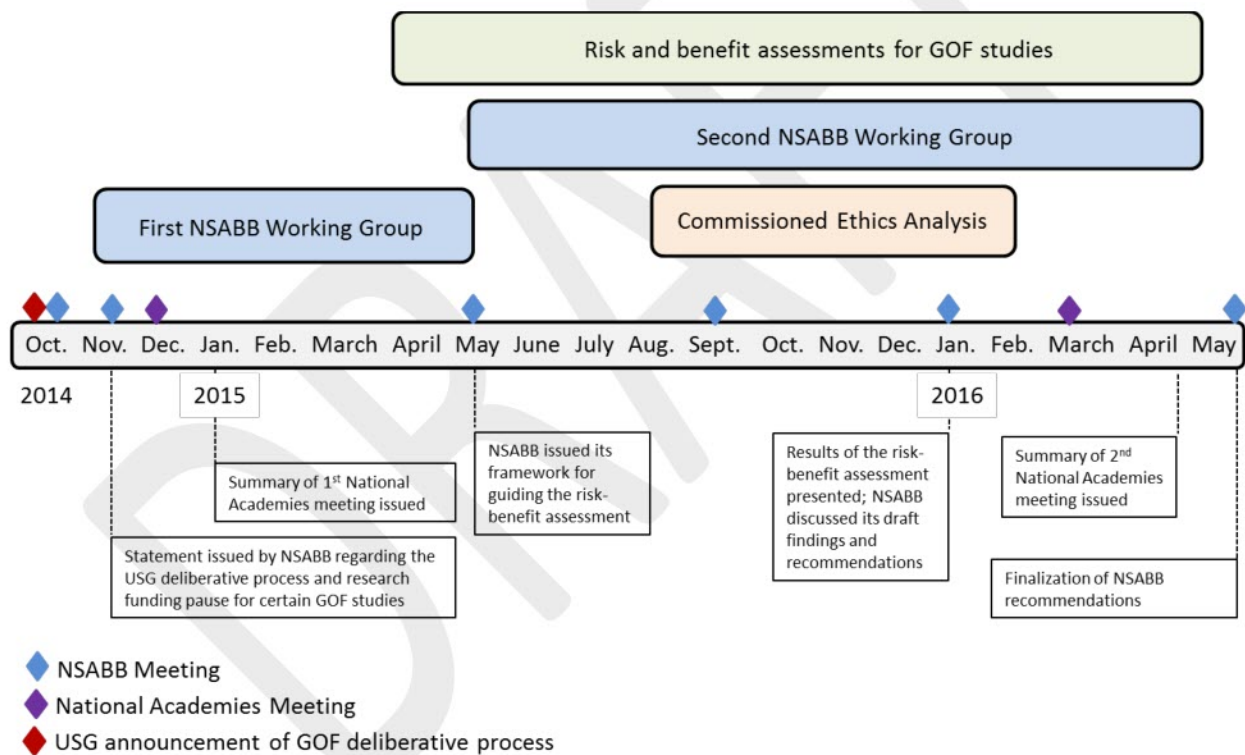 Risk and benefit assessments for GOF studies
Second NSABB Working Group
First NSABB Working Group
Commissioned Ethics Analysis
Oct. Nov. Dec. Jan. Feb. March April May June July Aug. Sept. Oct. Nov. Dec. Jan. Feb. March April May
2014 2015 2016
Summary of 1st National
Academies meeting issued
Statement issued by NSABB regarding the
USG deliberative process and research
funding pause for certain GOF studies
NSABB issued its
framework for
guiding the risk-
benefit assessment
Results of the risk-
benefit assessment
presented; NSABB
discussed its draft
findings and
recommendations
Summary of 2nd
National Academies
meeting issued
Finalization of NSABB
recommendations
NSABB Meeting
National Academies Meeting
USG announcement of GOF deliberative process
DRAFT